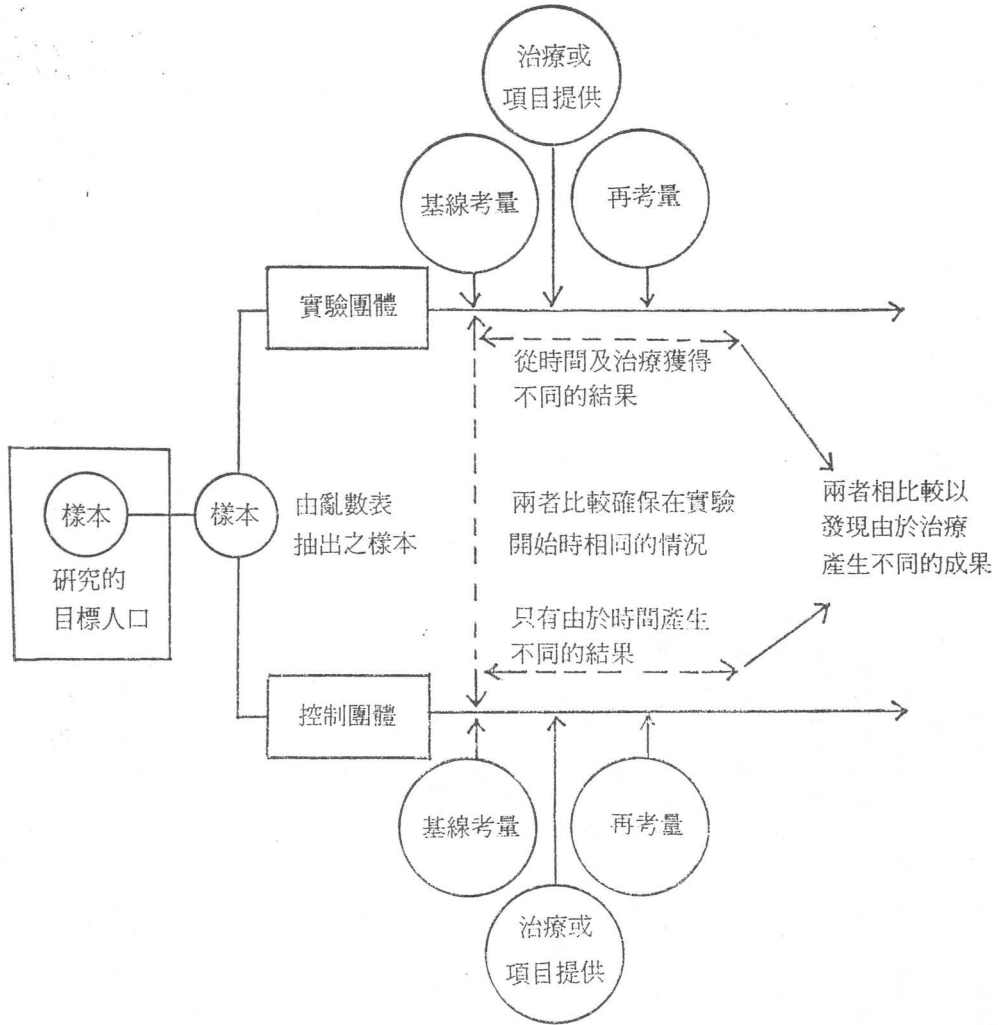 治療或
項目提供
基線考量
再考量
實驗團體
從時間及治療獲得
不同的結果
樣本
研究的
目標人口
樣本
由亂數表
抽出之樣本
兩者比較確保在實驗
開始時相同的情況
兩者相比較以
發現由於治療
產生不同的成果
只有由於時間產生
不同的結果
控制團體
基線考量
再考量
治療或
項目提供